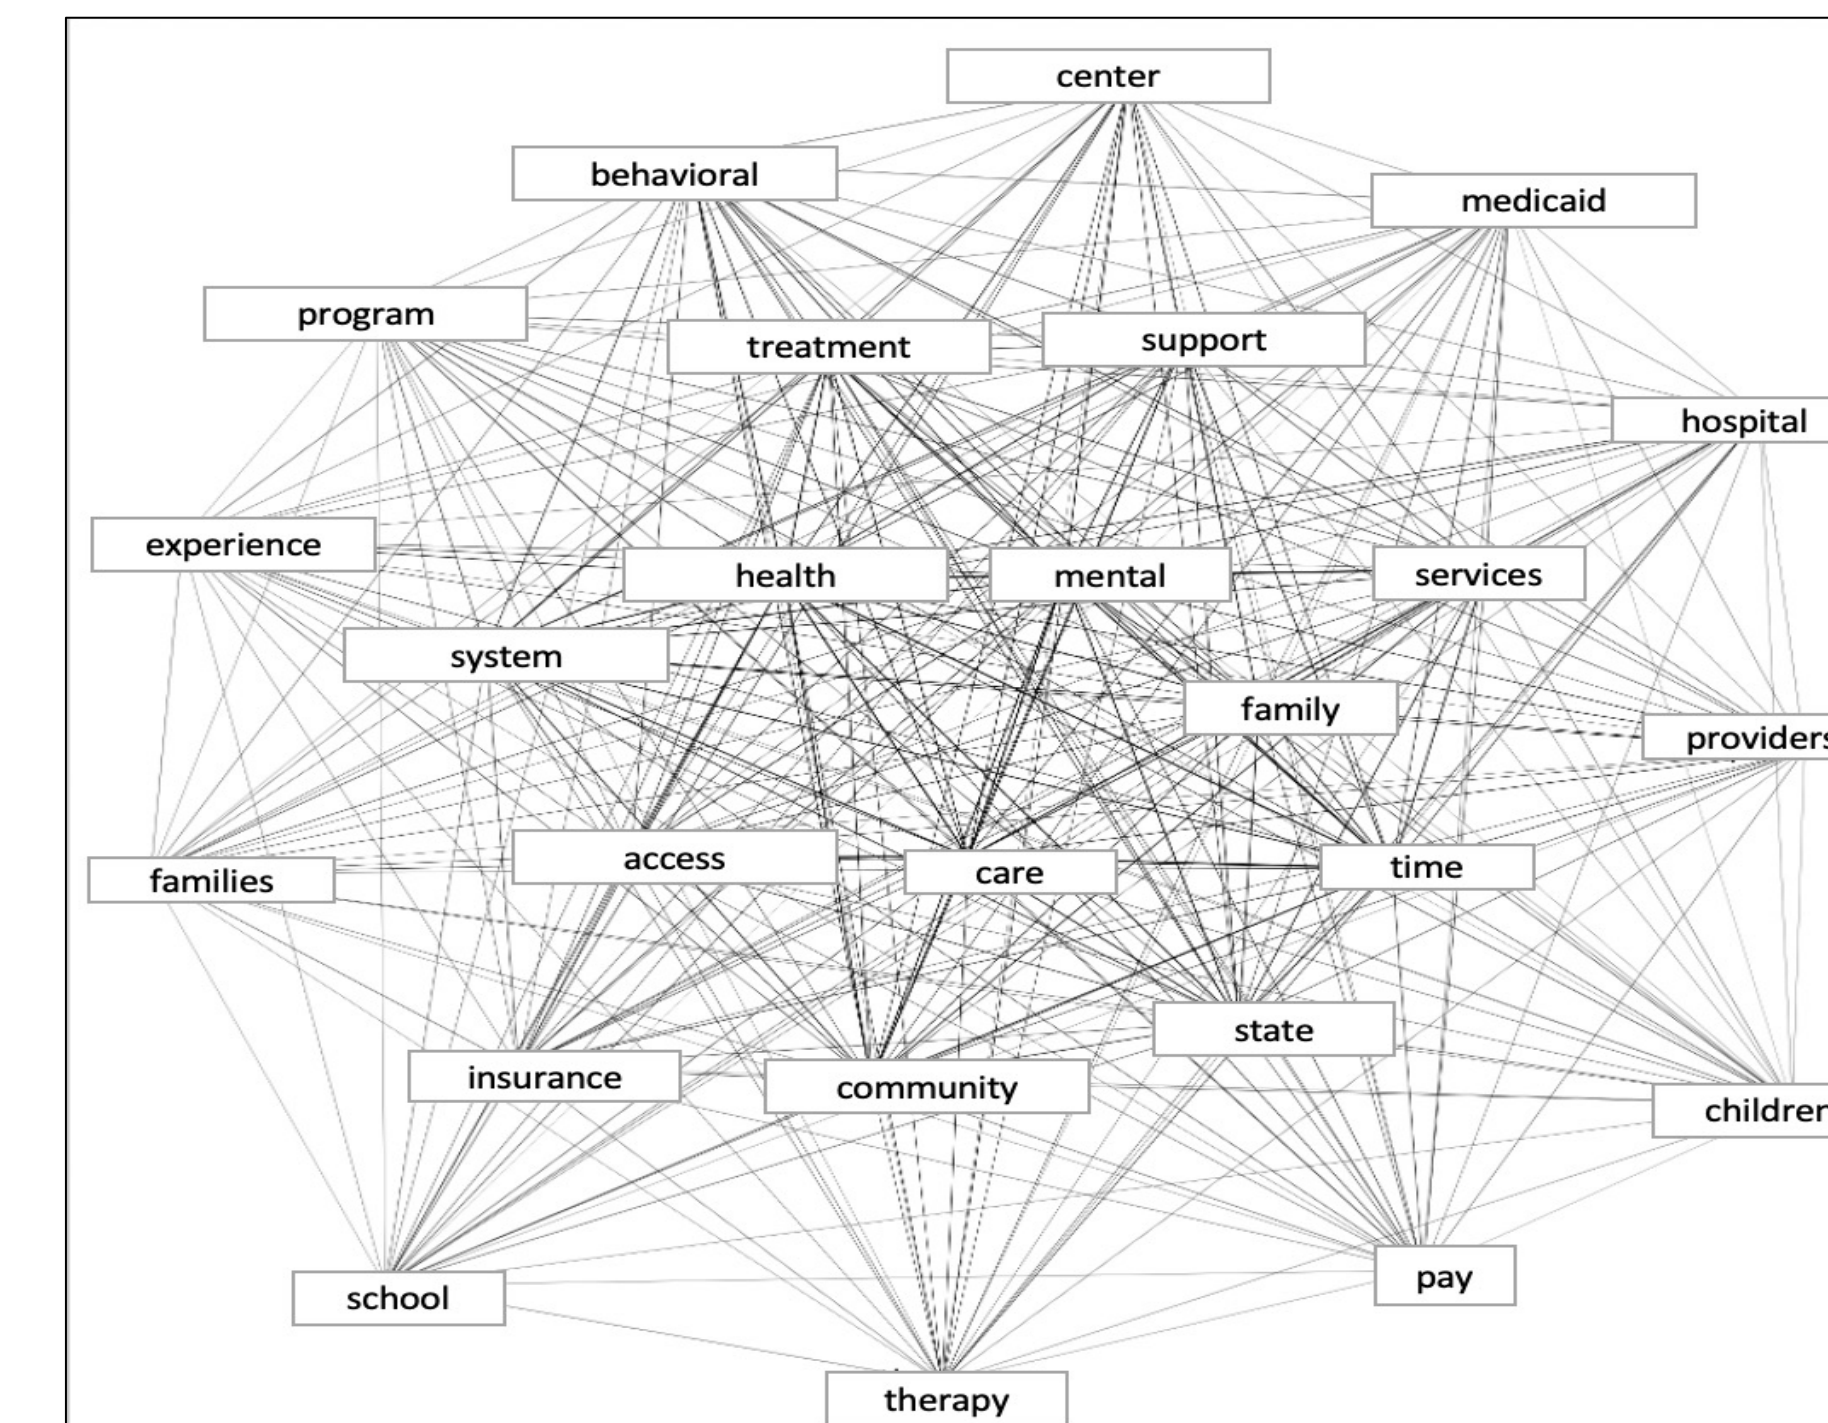 center
behavioral
medicaid
program
treatment
support
hospital
experience
health
mental
services
system
family
providers
families
access
care
time
state
insurance
community
children
school
pay
therapy